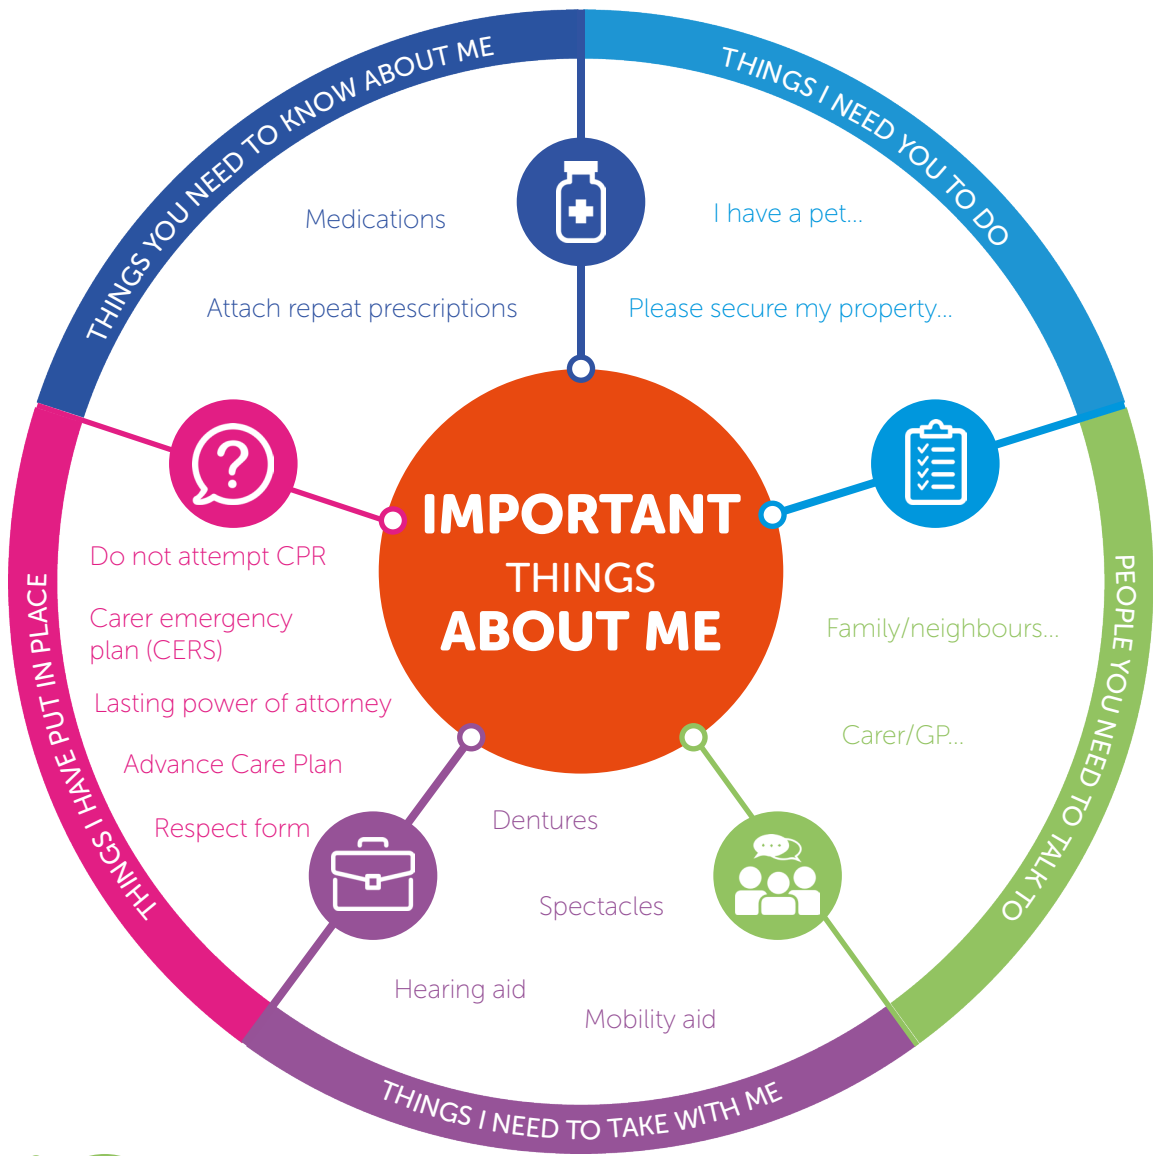 THINGS YOU NEED TO KNOW ABOUT ME
Medications
Attach repeat prescriptions
THINGS I NEED YOU TO DO
I have a pet...
Please secure my property...
IMPORTANT
THINGS
ABOUT ME
THINGS I HAVE PUT IN PLACE
?
Do not attempt CPR
Carer emergency
plan (CERS)
Lasting power of attorney
Advance Care Plan
Respect form
PEOPLE YOU NEED TO TALK TO
Family/neighbours...
Carer/GP...
Dentures
Spectacles
Hearing aid
Mobility aid
THINGS I NEED TO TAKE WITH ME